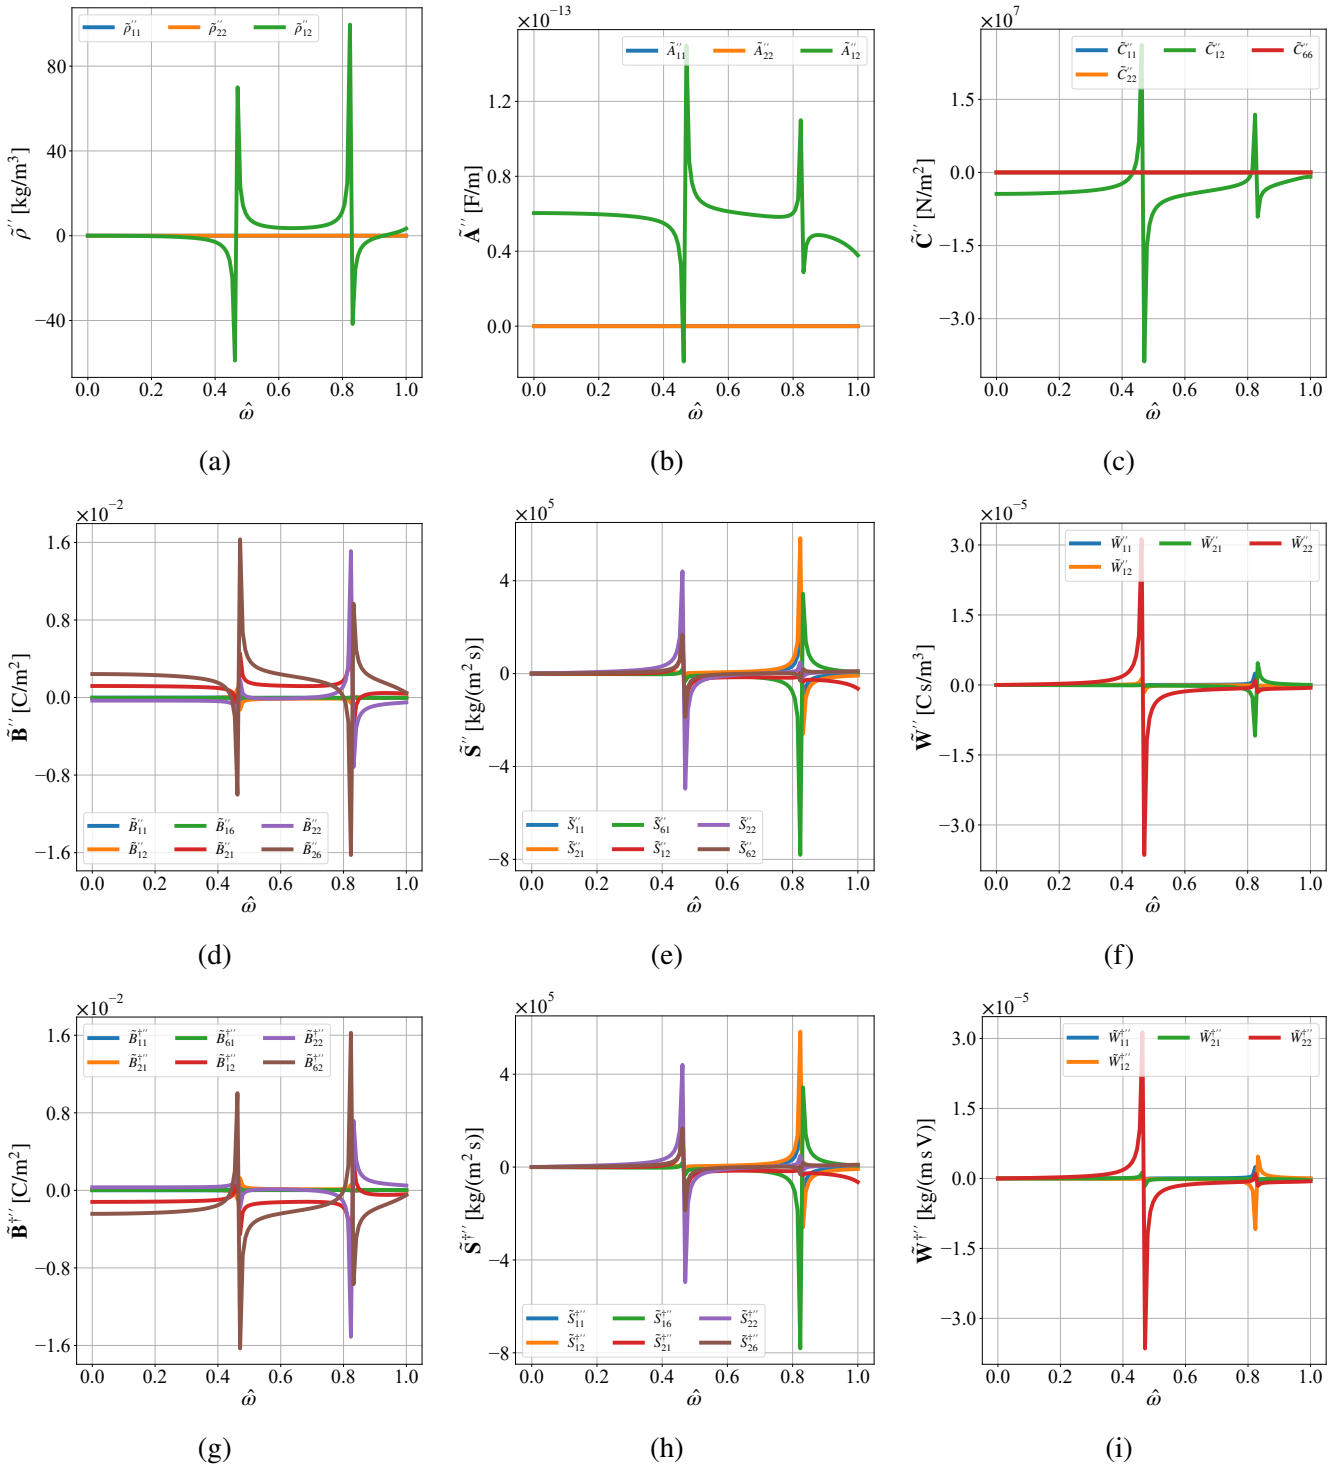 ρ̃″₁₁ ρ̃″₂₂ ρ̃″₁₂
80
40
0
−40
0.0 0.2 0.4 0.6 0.8 1.0
ρ̃″ [kg/m³]
ω̂
(a)
×10⁻¹³
Ã″₁₁ Ã″₂₂ Ã″₁₂
1.2
0.8
0.4
0.0
0.0 0.2 0.4 0.6 0.8 1.0
Ã″ [F/m]
ω̂
(b)
×10⁷
C̃″₁₁ C̃″₁₂ C̃″₆₆
C̃″₂₂
1.5
0.0
−1.5
−3.0
0.0 0.2 0.4 0.6 0.8 1.0
C̃″ [N/m²]
ω̂
(c)
×10⁻²
1.6
0.8
0.0
−0.8
−1.6
B̃″₁₁ B̃″₁₆ B̃″₂₂
B̃″₁₂ B̃″₂₁ B̃″₂₆
0.0 0.2 0.4 0.6 0.8 1.0
B̃″ [C/m²]
ω̂
(d)
×10⁵
4
0
−4
−8
S̃″₁₁ S̃″₆₁ S̃″₂₂
S̃″₂₁ S̃″₁₂ S̃″₆₂
0.0 0.2 0.4 0.6 0.8 1.0
S̃″ [kg/(m² s)]
ω̂
(e)
×10⁻⁵
W̃″₁₁ W̃″₂₁ W̃″₂₂
W̃″₁₂
3.0
1.5
0.0
−1.5
−3.0
0.0 0.2 0.4 0.6 0.8 1.0
W̃″ [C s/m³]
ω̂
(f)
×10⁻²
B̃†″₁₁ B̃†″₆₁ B̃†″₂₂
B̃†″₂₁ B̃†″₁₂ B̃†″₆₂
1.6
0.8
0.0
−0.8
−1.6
0.0 0.2 0.4 0.6 0.8 1.0
B̃†″ [C/m²]
ω̂
(g)
×10⁵
4
0
−4
−8
S̃†″₁₁ S̃†″₁₆ S̃†″₂₂
S̃†″₁₂ S̃†″₂₁ S̃†″₂₆
0.0 0.2 0.4 0.6 0.8 1.0
S̃†″ [kg/(m² s)]
ω̂
(h)
×10⁻⁵
W̃†″₁₁ W̃†″₂₁ W̃†″₂₂
W̃†″₁₂
3.0
1.5
0.0
−1.5
−3.0
0.0 0.2 0.4 0.6 0.8 1.0
W̃†″ [kg/(m s V)]
ω̂
(i)